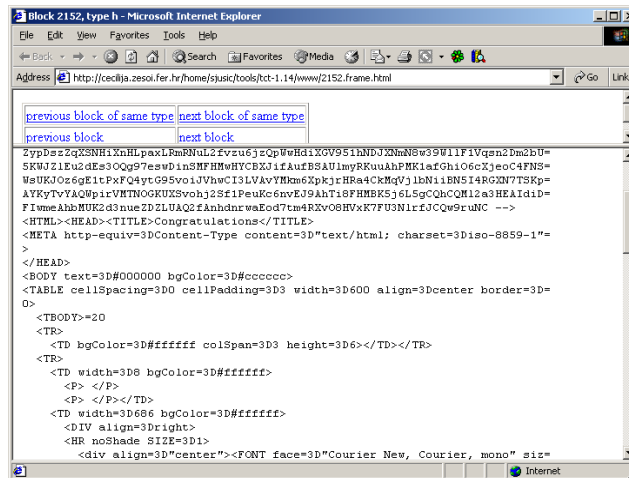 Block 2152, type h - Microsoft Internet Explorer
File Edit View Favorites Tools Help
Back Search Favorites Media
Address http://cecilija.zesoi.fer.hr/home/sjusic/tools/tct-1.14/www/2152.frame.html Go Link
previous block of same type next block of same type
previous block next block
FIwmeAhbMUK2d3nueZDZLUAQ2fAnhdnrwaEod7tm4RXvO8HVxK7FU3NlrfJCQw9ruNC -->
<HTML><HEAD><TITLE>Congratulations</TITLE>
<META http-equiv=3DContent-Type content=3D"text/html; charset=3Diso-8859-1"=
>
</HEAD>
<BODY text=3D#000000 bgColor=3D#cccccc>
<TABLE cellSpacing=3D0 cellPadding=3D3 width=3D600 align=3Dcenter border=3D=
0>
<TBODY>=20
<TR>
<TD bgColor=3D#ffffff colSpan=3D3 height=3D6></TD></TR>
<TR>
<TD width=3D8 bgColor=3D#ffffff>
<P> </P>
<P> </P></TD>
<TD width=3D686 bgColor=3D#ffffff>
<DIV align=3Dright>
<HR noShade SIZE=3D1>
<div align=3D"center"><FONT face=3D"Courier New, Courier, mono" siz=
Internet